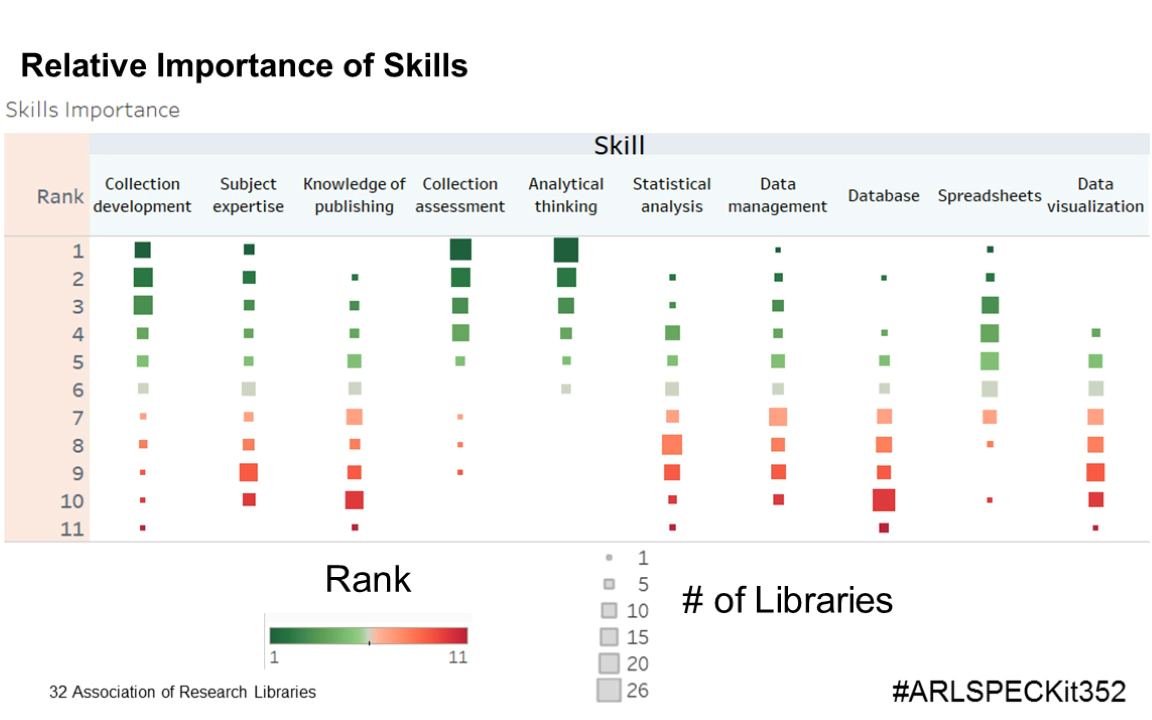 Relative Importance of Skills
Skills Importance
Skill
Rank
Collection development
Subject expertise
Knowledge of publishing
Collection assessment
Analytical thinking
Statistical analysis
Data management
Database
Spreadsheets
Data visualization
1
2
3
4
5
6
7
8
9
10
11
Rank
1 11
1
5
10
15
20
26
# of Libraries
32 Association of Research Libraries
#ARLSPECKit352